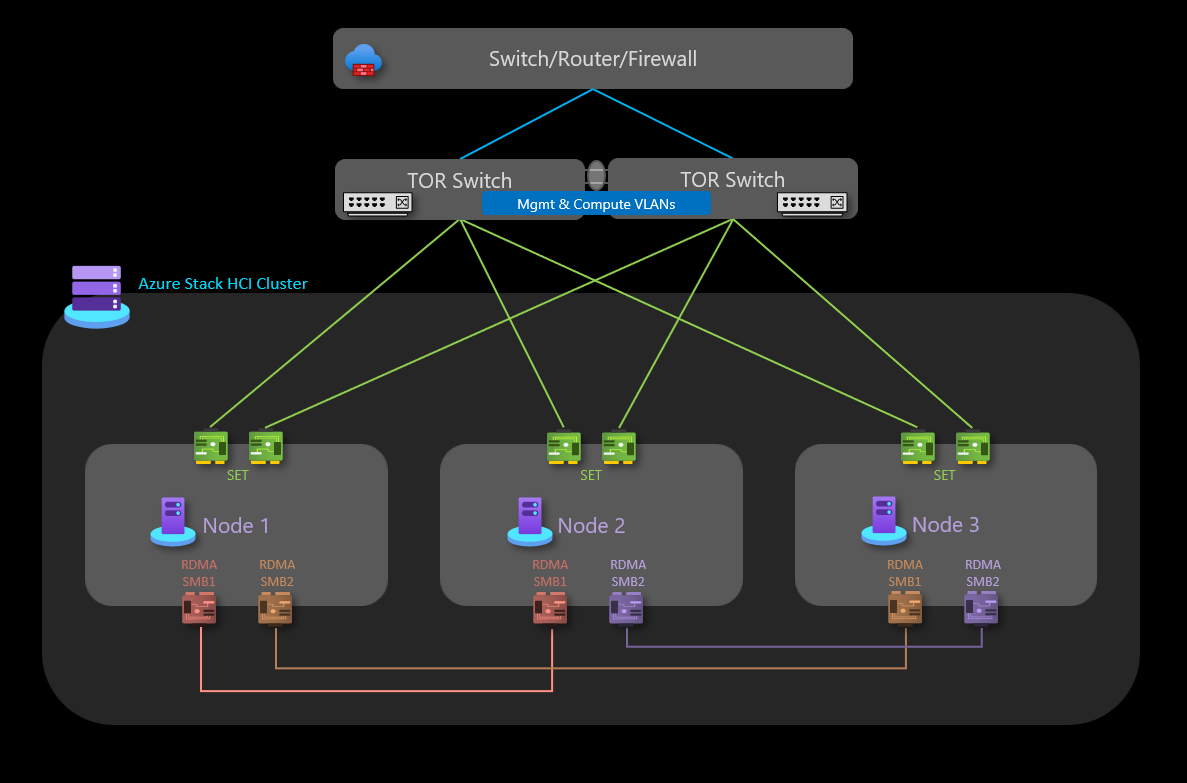 Switch/Router/Firewall
TOR Switch
TOR Switch
Mgmt & Compute VLANs
Azure Stack HCI Cluster
SET
SET
SET
Node 1
Node 2
Node 3
RDMA
SMB1
RDMA
SMB2
RDMA
SMB1
RDMA
SMB2
RDMA
SMB1
RDMA
SMB2